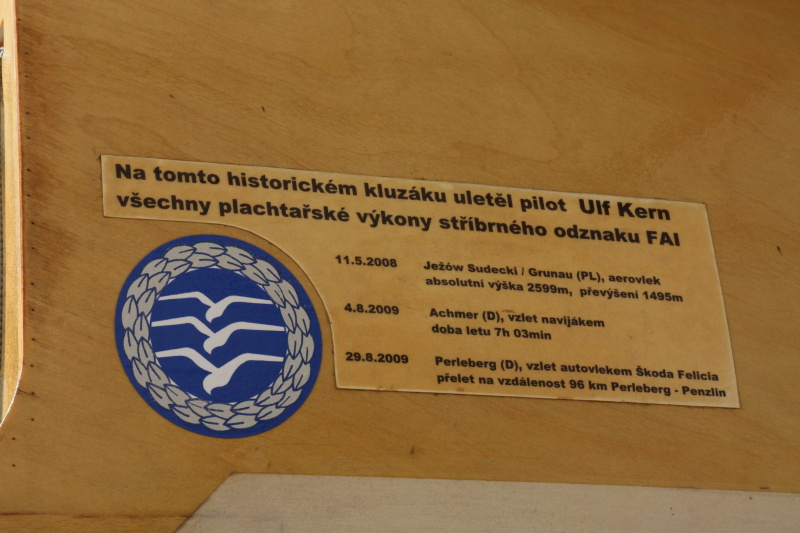 Na tomto historickém kluzáku uletěl pilot Ulf Kern
všechny plachtařské výkony stříbrného odznaku FAI
11.5.2008 Ježów Sudecki / Grunau (PL), aerovlek
absolutní výška 2599m, převýšení 1495m
4.8.2009 Achmer (D), vzlet navijákem
doba letu 7h 03min
29.8.2009 Perleberg (D), vzlet autovlekem Škoda Felicia
přelet na vzdálenost 96 km Perleberg - Penzlin